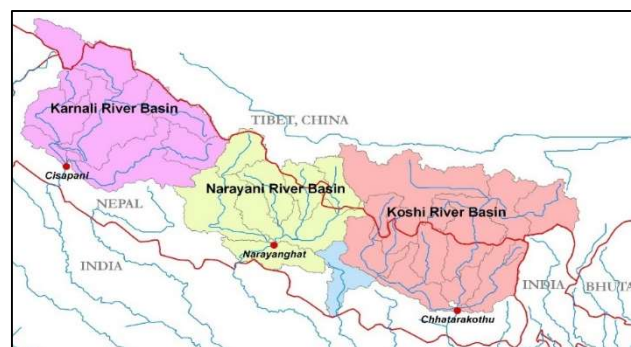 Karnali River Basin
TIBET, CHINA
Cisapani
Narayani River Basin
NEPAL
Koshi River Basin
Narayanghat
INDIA
INDIA
BHUTA
Chhatarakothu